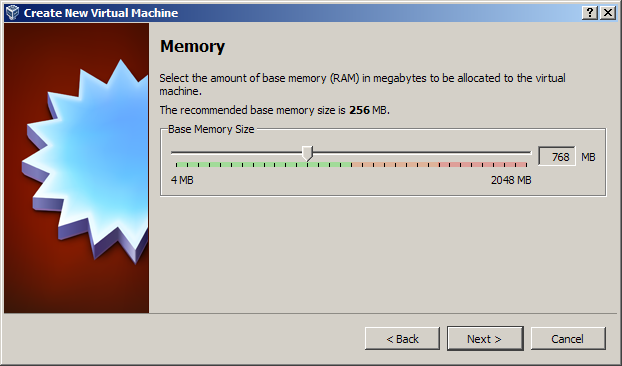 Create New Virtual Machine
Memory
Select the amount of base memory (RAM) in megabytes to be allocated to the virtual
machine.
The recommended base memory size is 256 MB.
Base Memory Size
768 MB
4 MB 2048 MB
< Back Next > Cancel